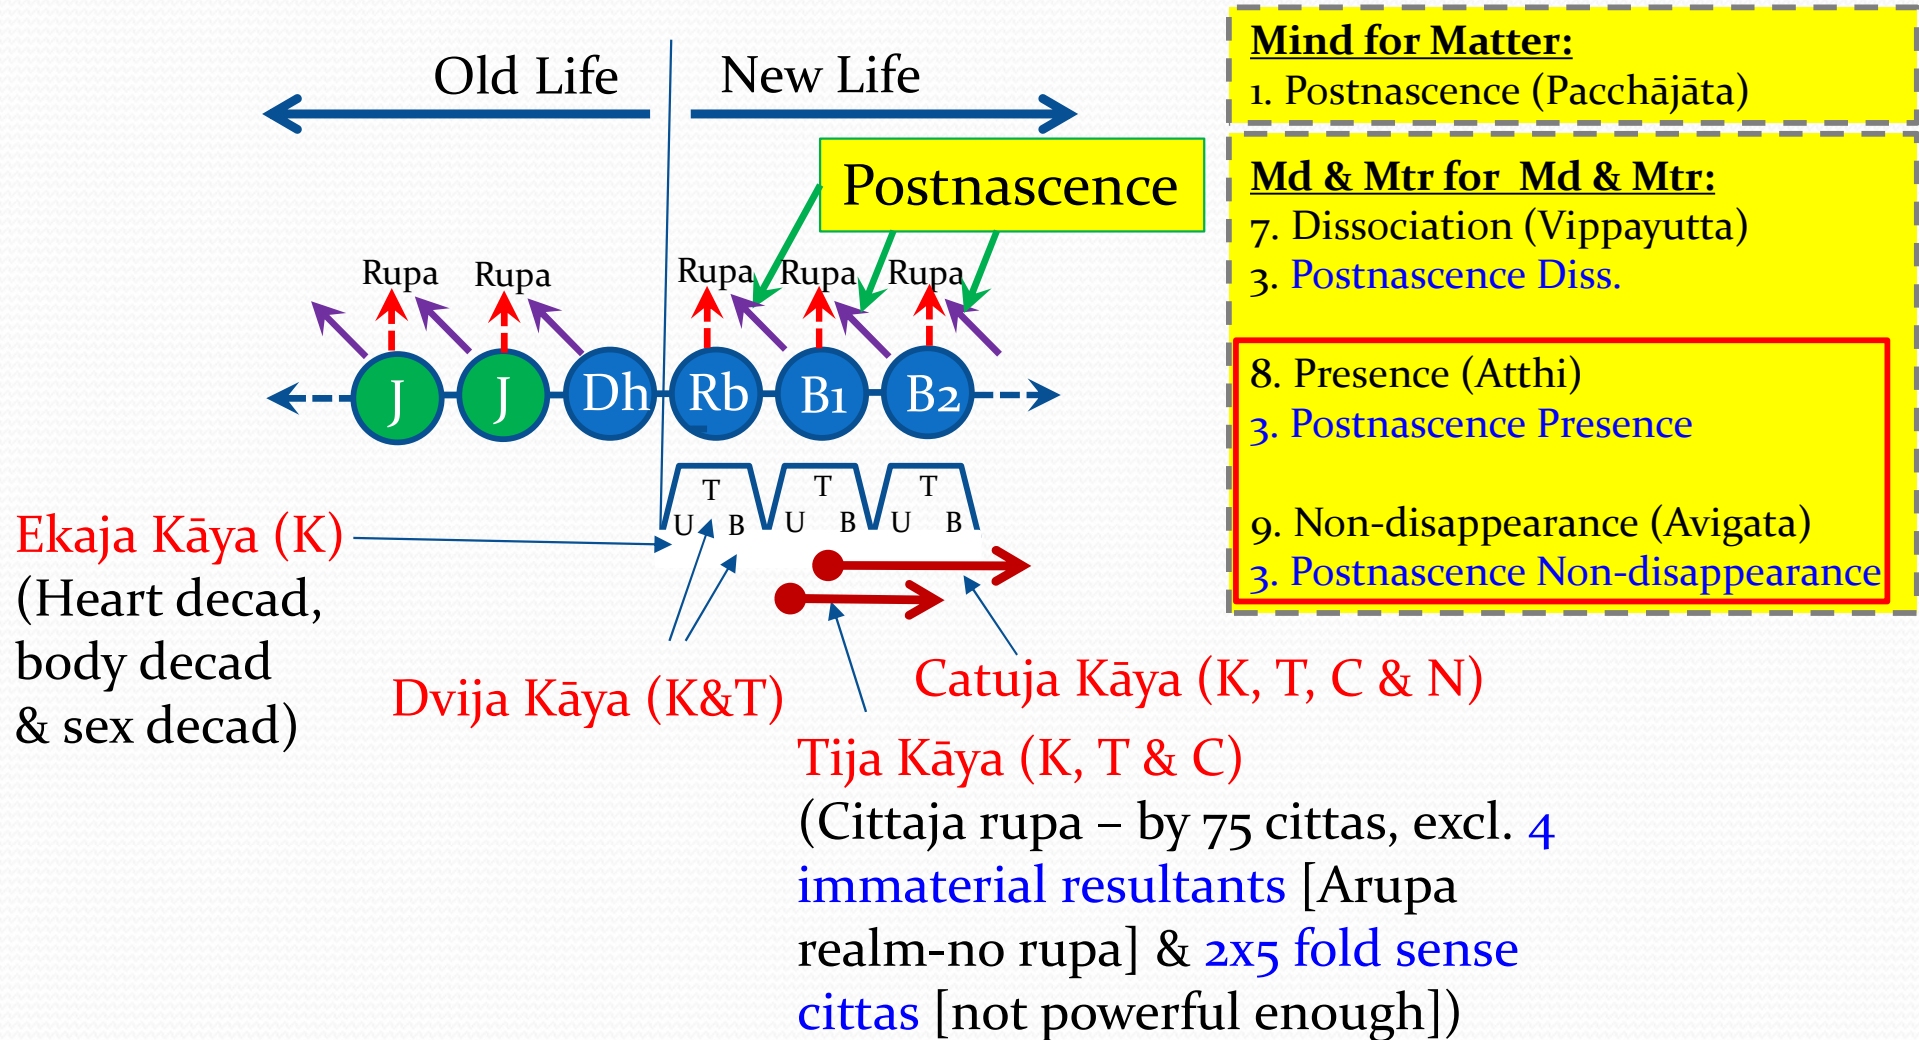 Old Life
New Life
Postnascence
Rupa
Rupa
Rupa
Rupa
Rupa
J
J
Dh
Rb
B1
B2
T
U
B
T
U
B
T
U
B
Ekaja Kāya (K)
(Heart decad,
body decad
& sex decad)
Dvija Kāya (K&T)
Catuja Kāya (K, T, C & N)
Tija Kāya (K, T & C)
(Cittaja rupa – by 75 cittas, excl. 4
immaterial resultants [Arupa
realm-no rupa] & 2x5 fold sense
cittas [not powerful enough])
Mind for Matter:
1. Postnascence (Pacchājāta)
Md & Mtr for Md & Mtr:
7. Dissociation (Vippayutta)
3. Postnascence Diss.
8. Presence (Atthi)
3. Postnascence Presence
9. Non-disappearance (Avigata)
3. Postnascence Non-disappearance